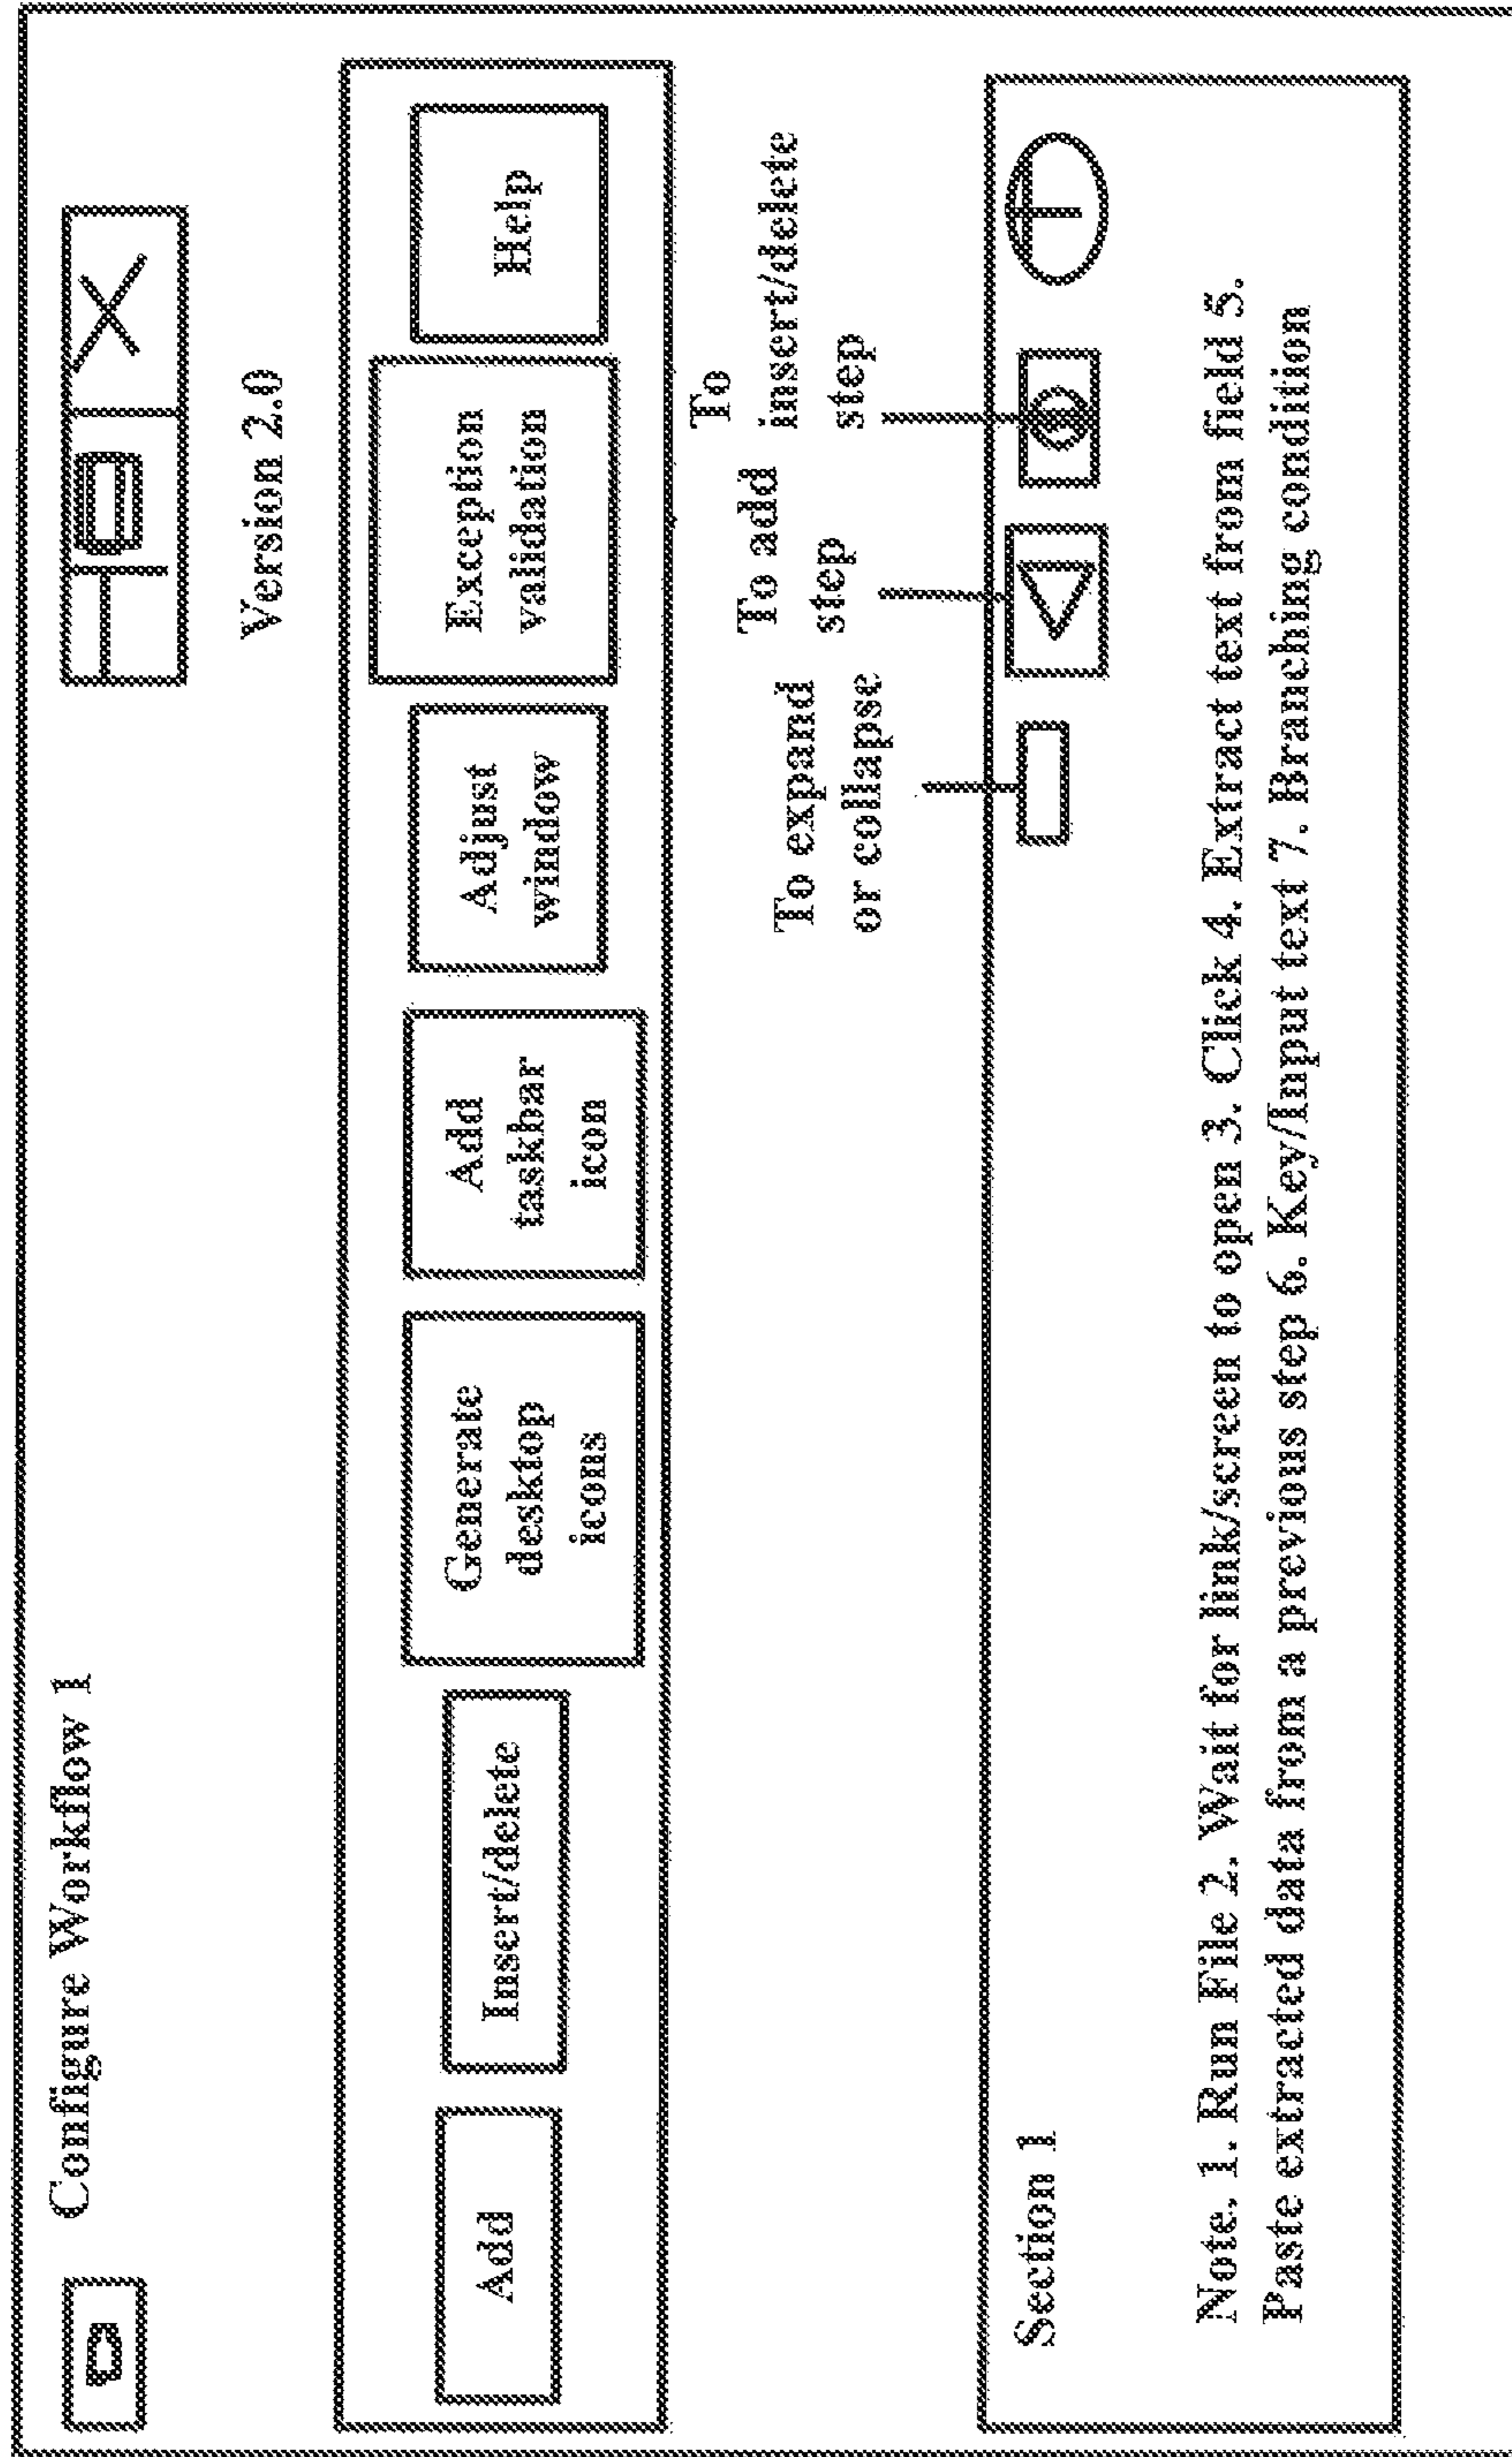 Configure Workflow 1
Version 2.0
Add
Insert/delete
Generate
desktop
icons
Add
taskbar
icon
Adjust
window
Exception
validation
Help
To expand
or collapse
To add
step
To
insert/delete
step
Section 1
Note. 1. Run File 2. Wait for link/screen to open 3. Click 4. Extract text from field 5.
Paste extracted data from a previous step 6. Key/Input text 7. Branching condition